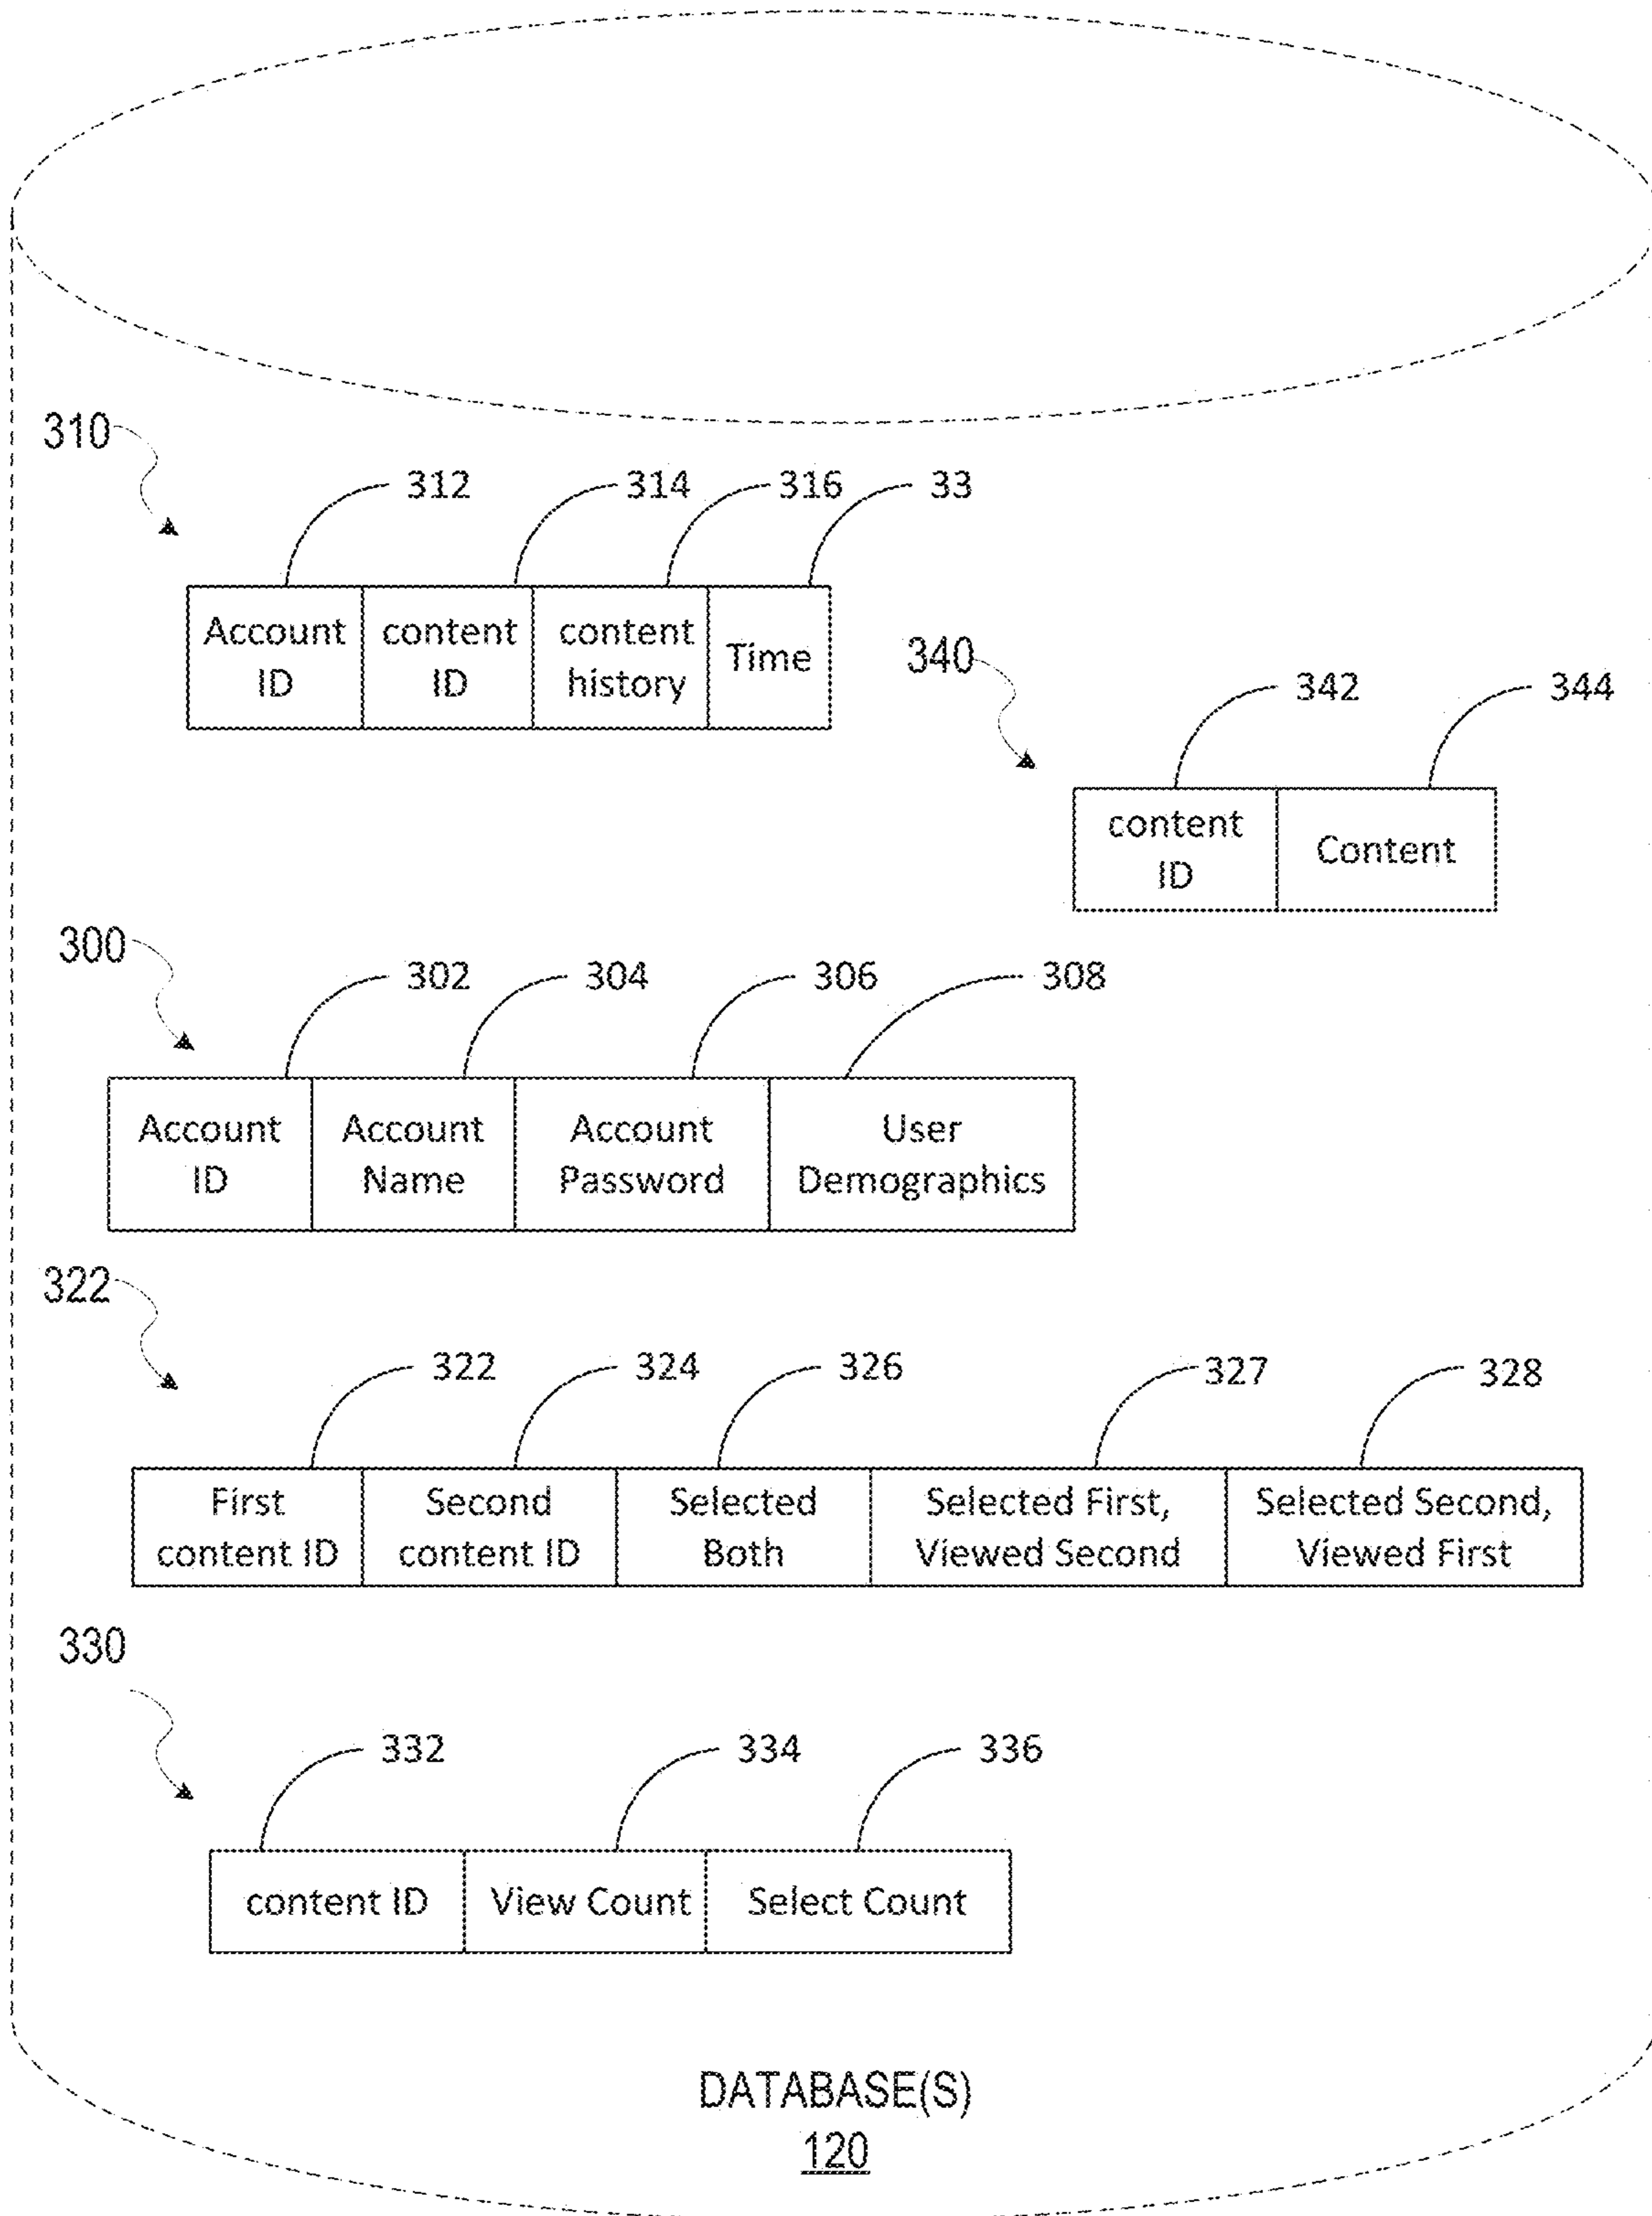 310
312
314
316
33
Account
ID
content
ID
content
history
Time
340
342
344
content
ID
Content
300
302
304
306
308
Account
ID
Account
Name
Account
Password
User
Demographics
322
322
324
326
327
328
First
content ID
Second
content ID
Selected
Both
Selected First,
Viewed Second
Selected Second,
Viewed First
330
332
334
336
content ID
View Count
Select Count
DATABASE(S)
120